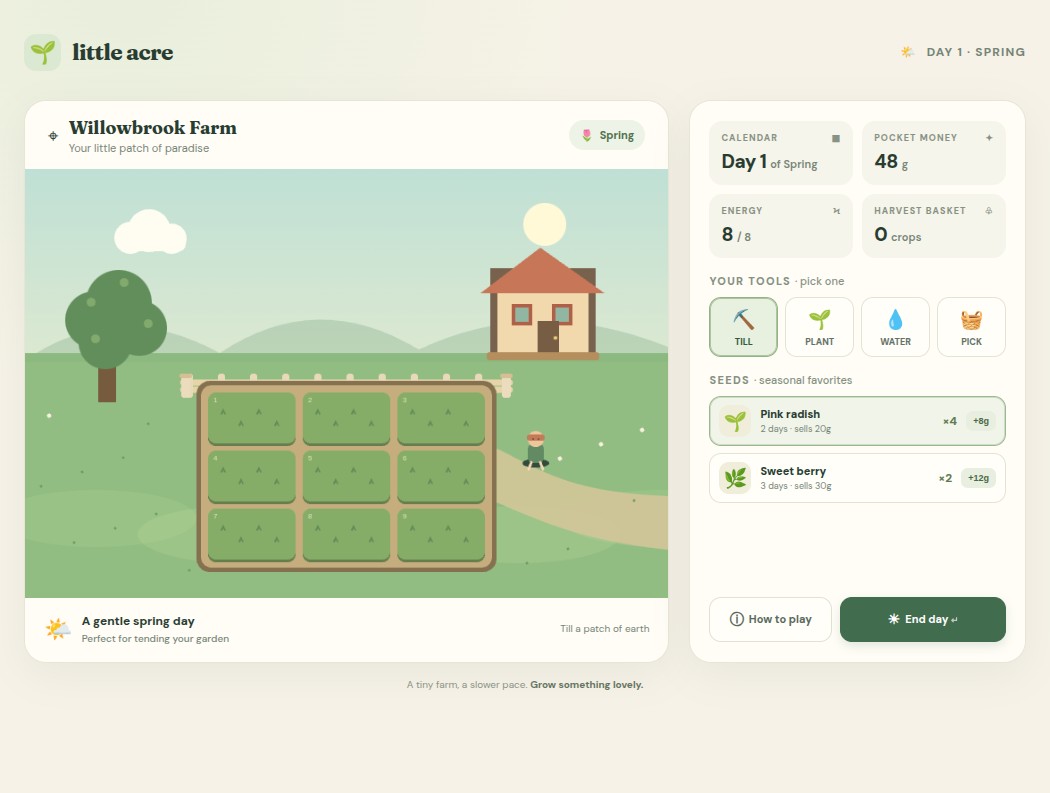 little acre
DAY 1 · SPRING
Willowbrook Farm
Your little patch of paradise
Spring
1
2
3
4
5
6
7
8
9
A gentle spring day
Perfect for tending your garden
Till a patch of earth
CALENDAR
Day 1 of Spring
POCKET MONEY
48 g
ENERGY
8 / 8
HARVEST BASKET
0 crops
YOUR TOOLS · pick one
TILL
PLANT
WATER
PICK
SEEDS · seasonal favorites
Pink radish
2 days · sells 20g
×4
+8g
Sweet berry
3 days · sells 30g
×2
+12g
How to play
End day ↵
A tiny farm, a slower pace. Grow something lovely.